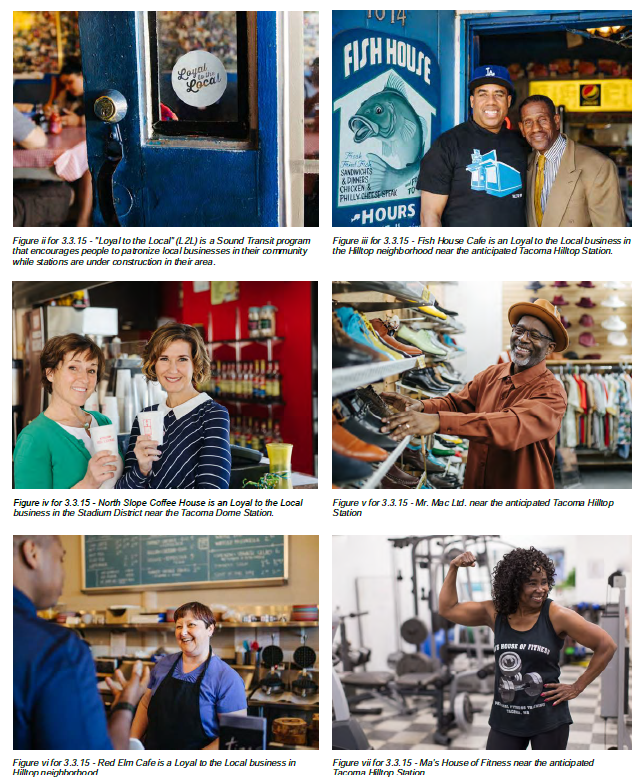 Loyal
to the
Local
1014
FISH HOUSE
Fresh
Fried Fish
SANDWICHES
& DINNERS
CHICKEN &
PHILLY CHEESE STEAK
HOURS
LA
pepsi
Figure ii for 3.3.15 - "Loyal to the Local" (L2L) is a Sound Transit program
that encourages people to patronize local businesses in their community
while stations are under construction in their area.
Figure iii for 3.3.15 - Fish House Cafe is an Loyal to the Local business in
the Hilltop neighborhood near the anticipated Tacoma Hilltop Station.
Figure iv for 3.3.15 - North Slope Coffee House is an Loyal to the Local
business in the Stadium District near the Tacoma Dome Station.
Figure v for 3.3.15 - Mr. Mac Ltd. near the anticipated Tacoma Hilltop
Station
HOUSE OF FITNESS
TACOMA, WA
Figure vi for 3.3.15 - Red Elm Cafe is a Loyal to the Local business in
Hilltop neighborhood
Figure vii for 3.3.15 - Ma's House of Fitness near the anticipated
Tacoma Hilltop Station